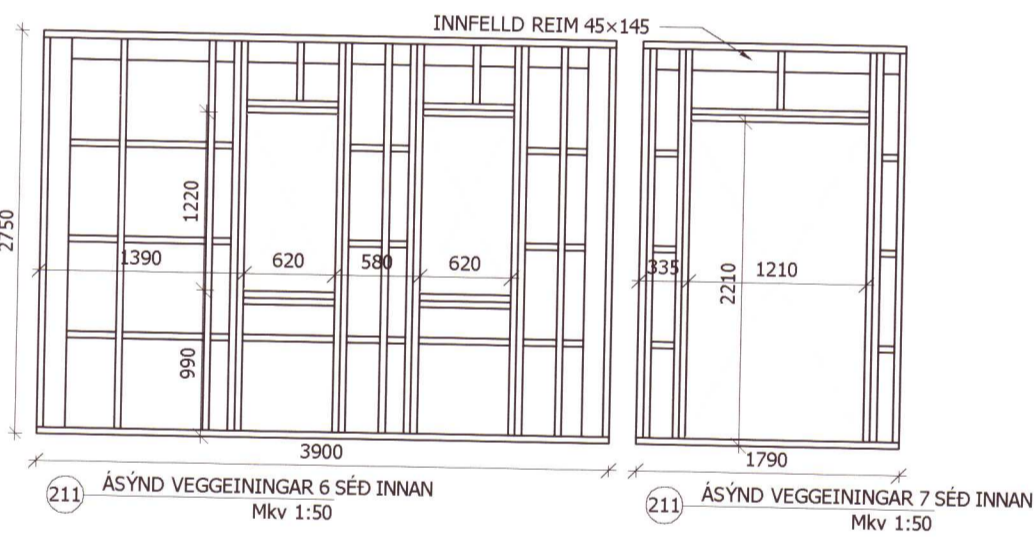 INNFELLD REIM 45×145
2750
1220
1390
620
580
620
990
3900
335
1210
2210
1790
211
ÁSÝND VEGGEININGAR 6 SÉÐ INNAN
Mkv 1:50
211
ÁSÝND VEGGEININGAR 7 SÉÐ INNAN
Mkv 1:50